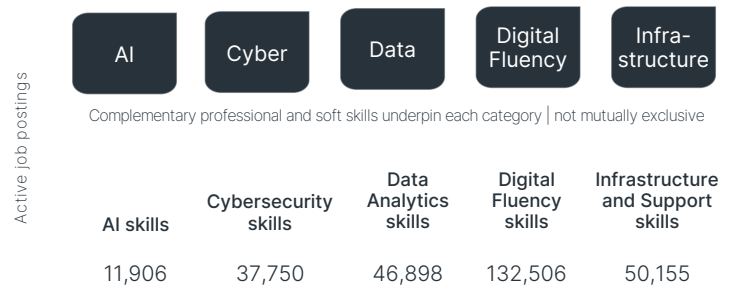 AI
Cyber
Data
Digital
Fluency
Infra-
structure
Complementary professional and soft skills underpin each category | not mutually exclusive
Active job postings
AI skills
Cybersecurity
skills
Data
Analytics
skills
Digital
Fluency
skills
Infrastructure
and Support
skills
11,906
37,750
46,898
132,506
50,155